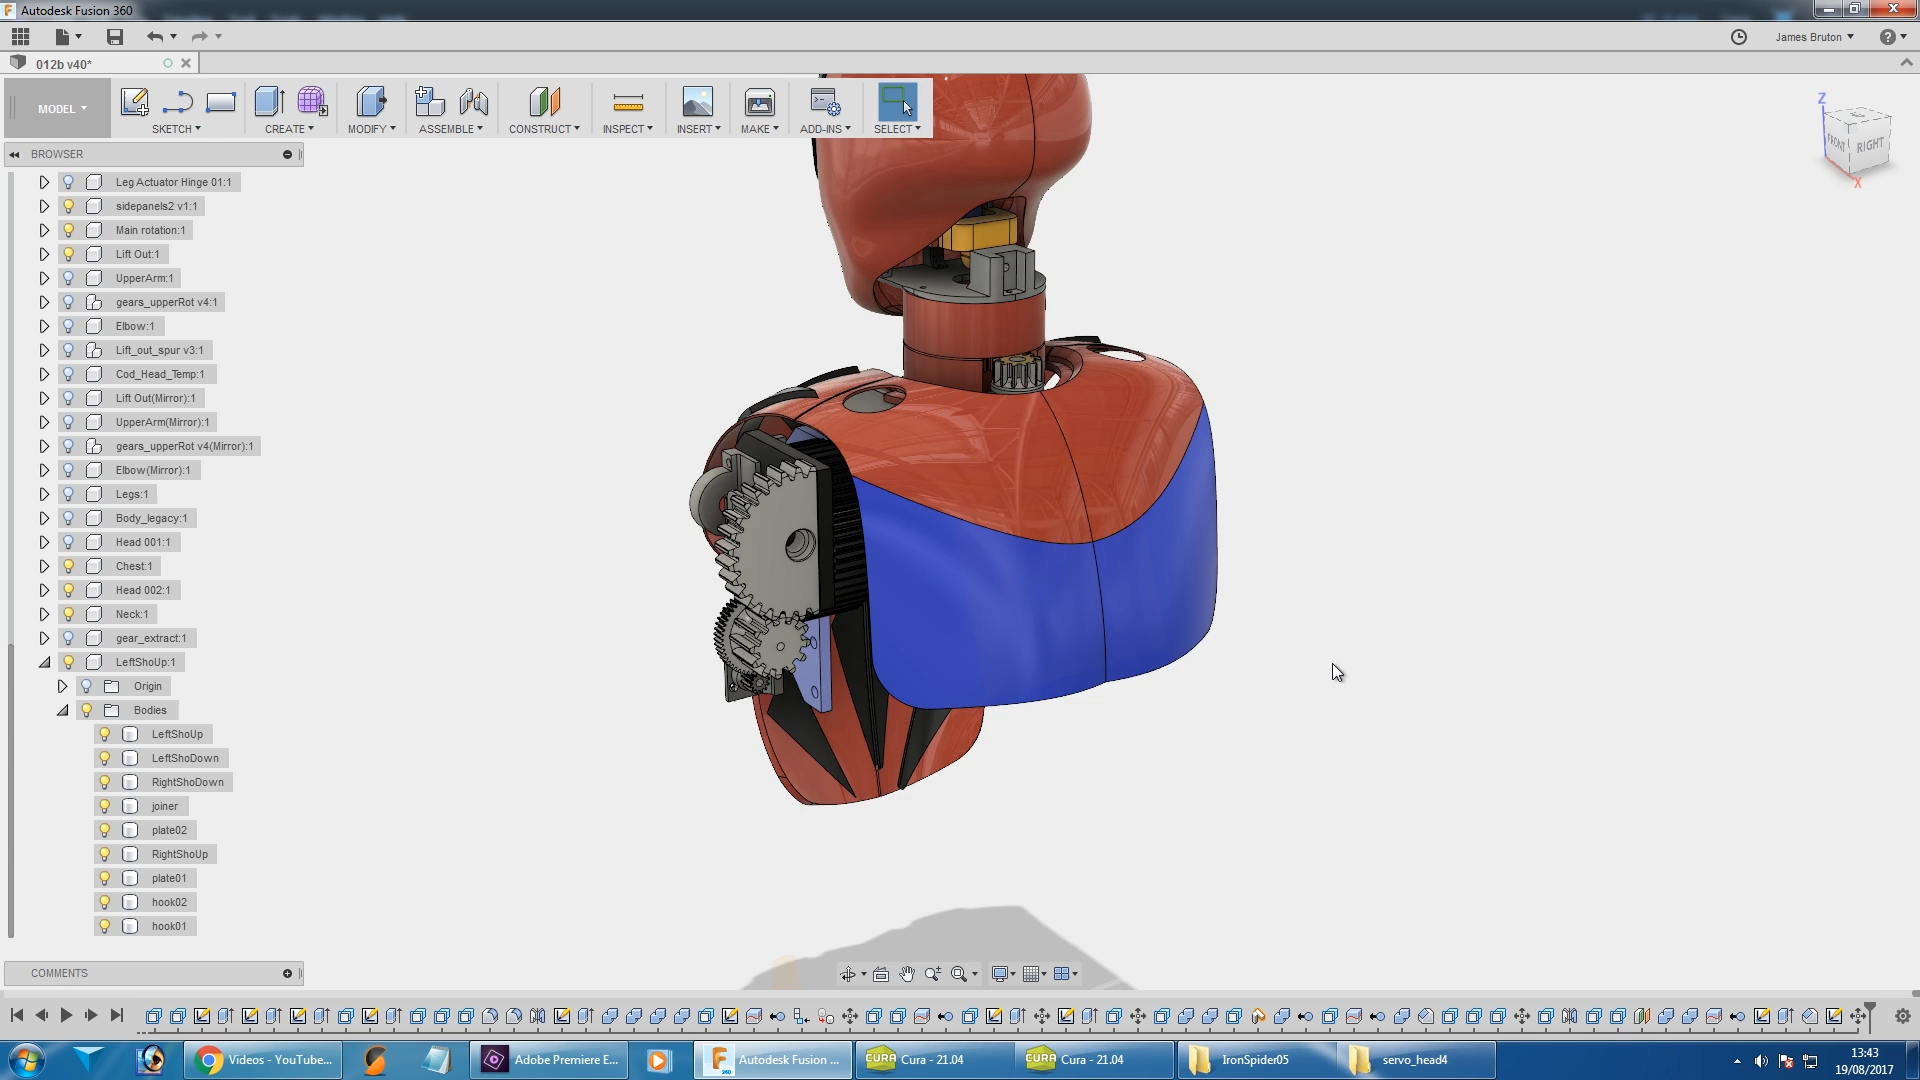 Autodesk Fusion 360
James Bruton
012b v40*
MODEL
SKETCH
CREATE
MODIFY
ASSEMBLE
CONSTRUCT
INSPECT
INSERT
MAKE
ADD-INS
SELECT
Z
FRONT
RIGHT
X
BROWSER
Leg Actuator Hinge 01:1
sidepanels2 v1:1
Main rotation:1
Lift Out:1
UpperArm:1
gears_upperRot v4:1
Elbow:1
Lift_out_spur v3:1
Cod_Head_Temp:1
Lift Out(Mirror):1
UpperArm(Mirror):1
gears_upperRot v4(Mirror):1
Elbow(Mirror):1
Legs:1
Body_legacy:1
Head 001:1
Chest:1
Head 002:1
Neck:1
gear_extract:1
LeftShoUp:1
Origin
Bodies
LeftShoUp
LeftShoDown
RightShoDown
joiner
plate02
RightShoUp
plate01
hook02
hook01
COMMENTS
Videos - YouTube...
Adobe Premiere E...
Autodesk Fusion ...
Cura - 21.04
Cura - 21.04
IronSpider05
servo_head4
13:43
19/08/2017